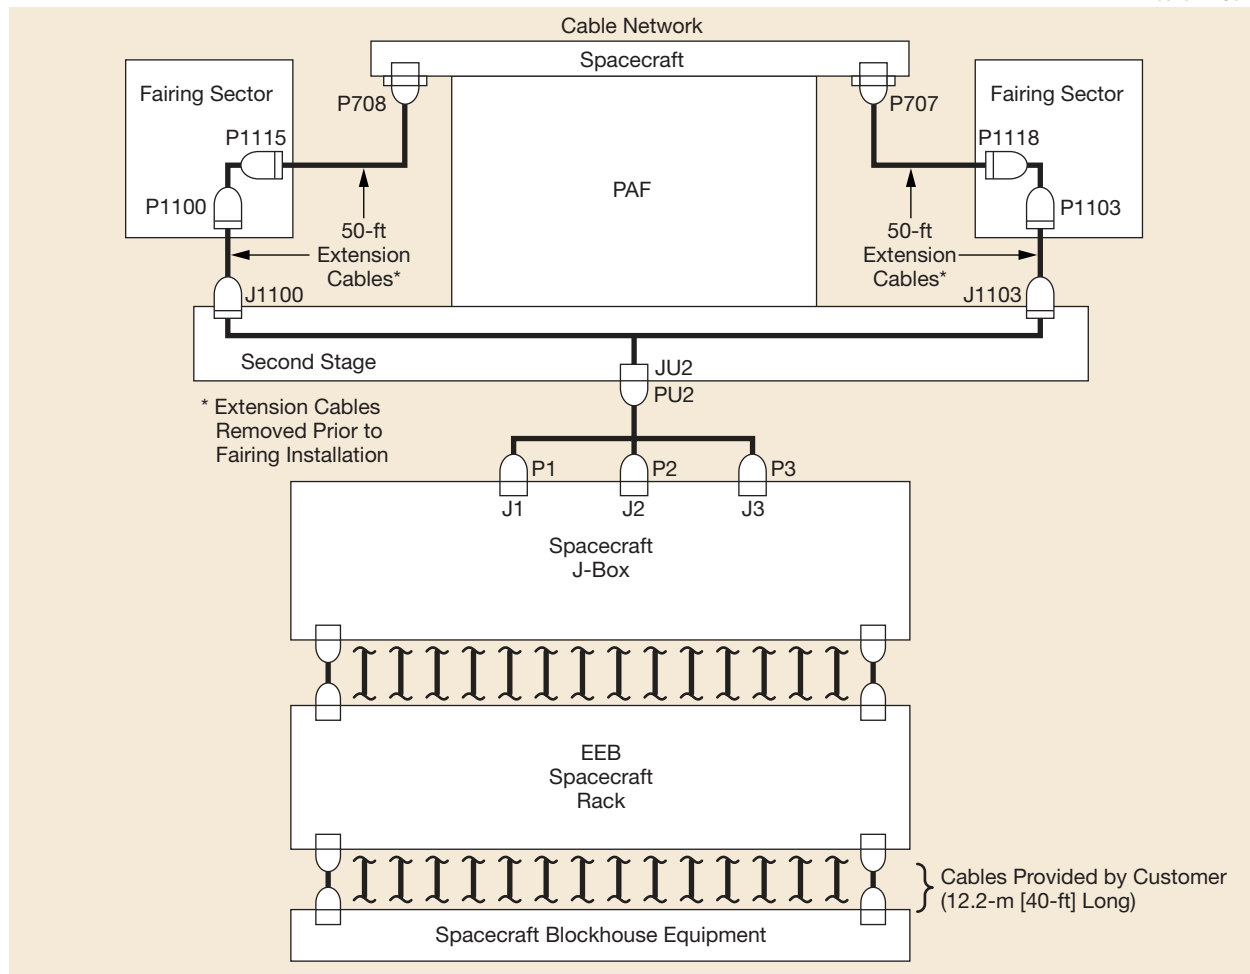 Cable Network
Spacecraft
Fairing Sector
P708
P707
Fairing Sector
P1115
P1118
PAF
P1100
P1103
50-ft
Extension
Cables*
50-ft
Extension
Cables*
J1100
J1103
Second Stage
JU2
PU2
* Extension Cables
Removed Prior to
Fairing Installation
P1
P2
P3
J1
J2
J3
Spacecraft
J-Box
EEB
Spacecraft
Rack
Cables Provided by Customer
(12.2-m [40-ft] Long)
Spacecraft Blockhouse Equipment